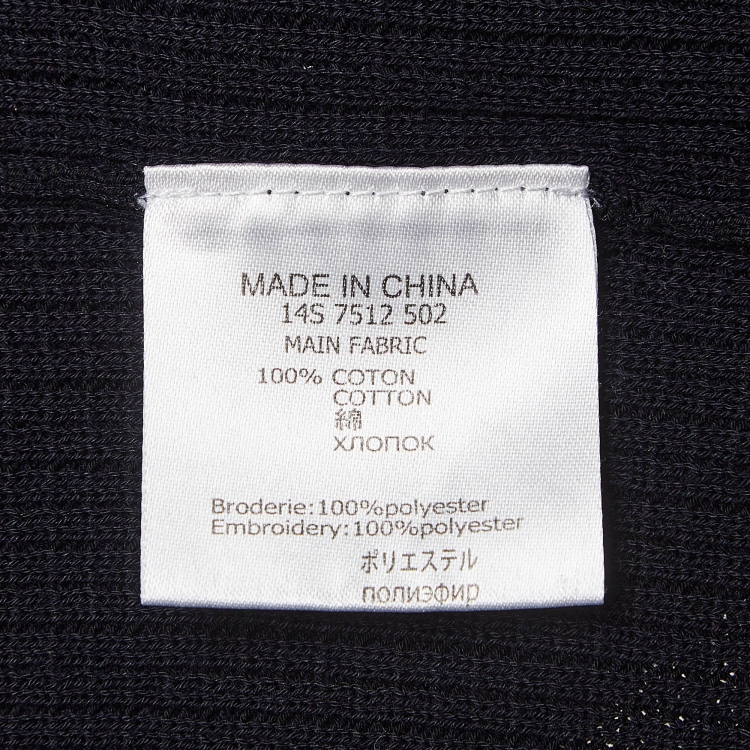 MADE IN CHINA
14S 7512 502
MAIN FABRIC
100% COTON
COTTON
綿
ХЛОПОК
Broderie:100%polyester
Embroidery:100%polyester
ポリエステル
полиэфир